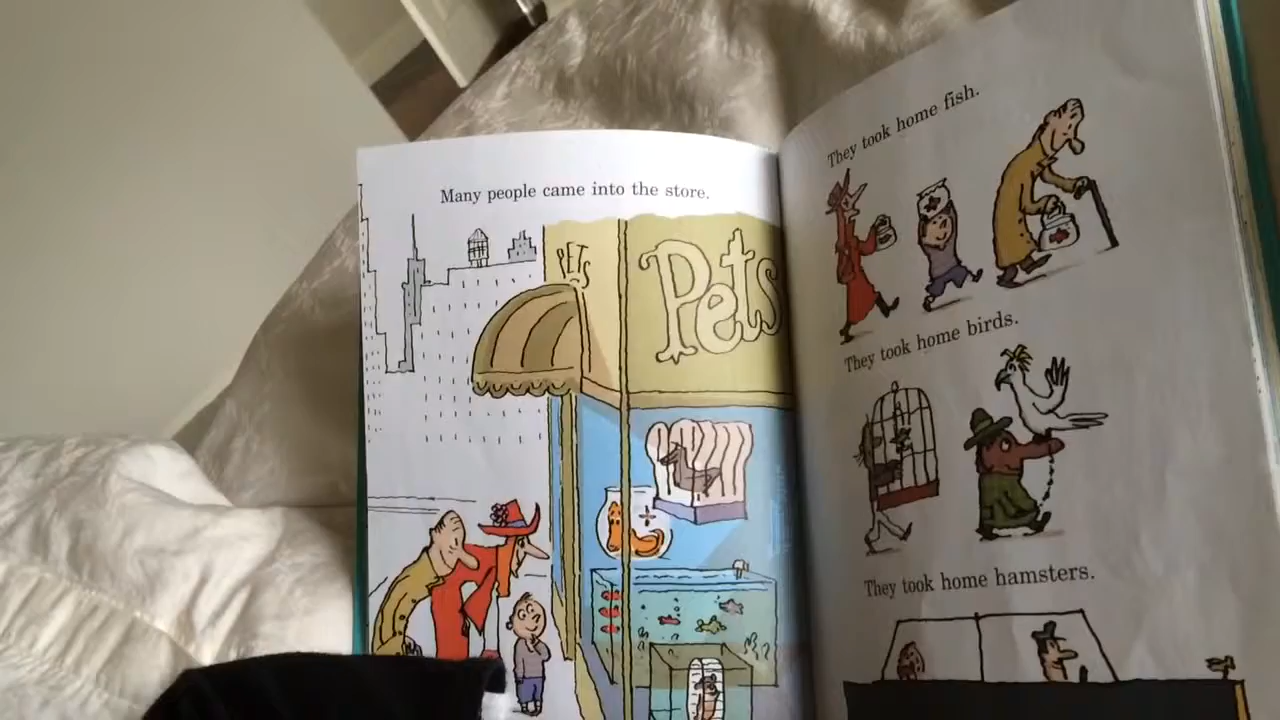 Many people came into the store.
PETS
Pets
They took home fish.
They took home birds.
They took home hamsters.